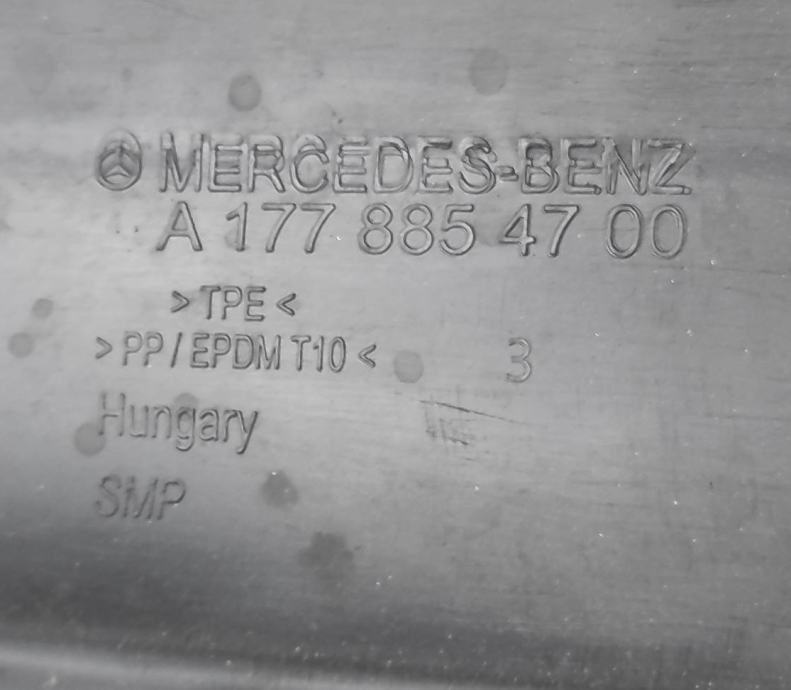 MERCEDES-BENZ
A 177 885 47 00
>TPE<
>PP/EPDM T10< 3
Hungary
SMP